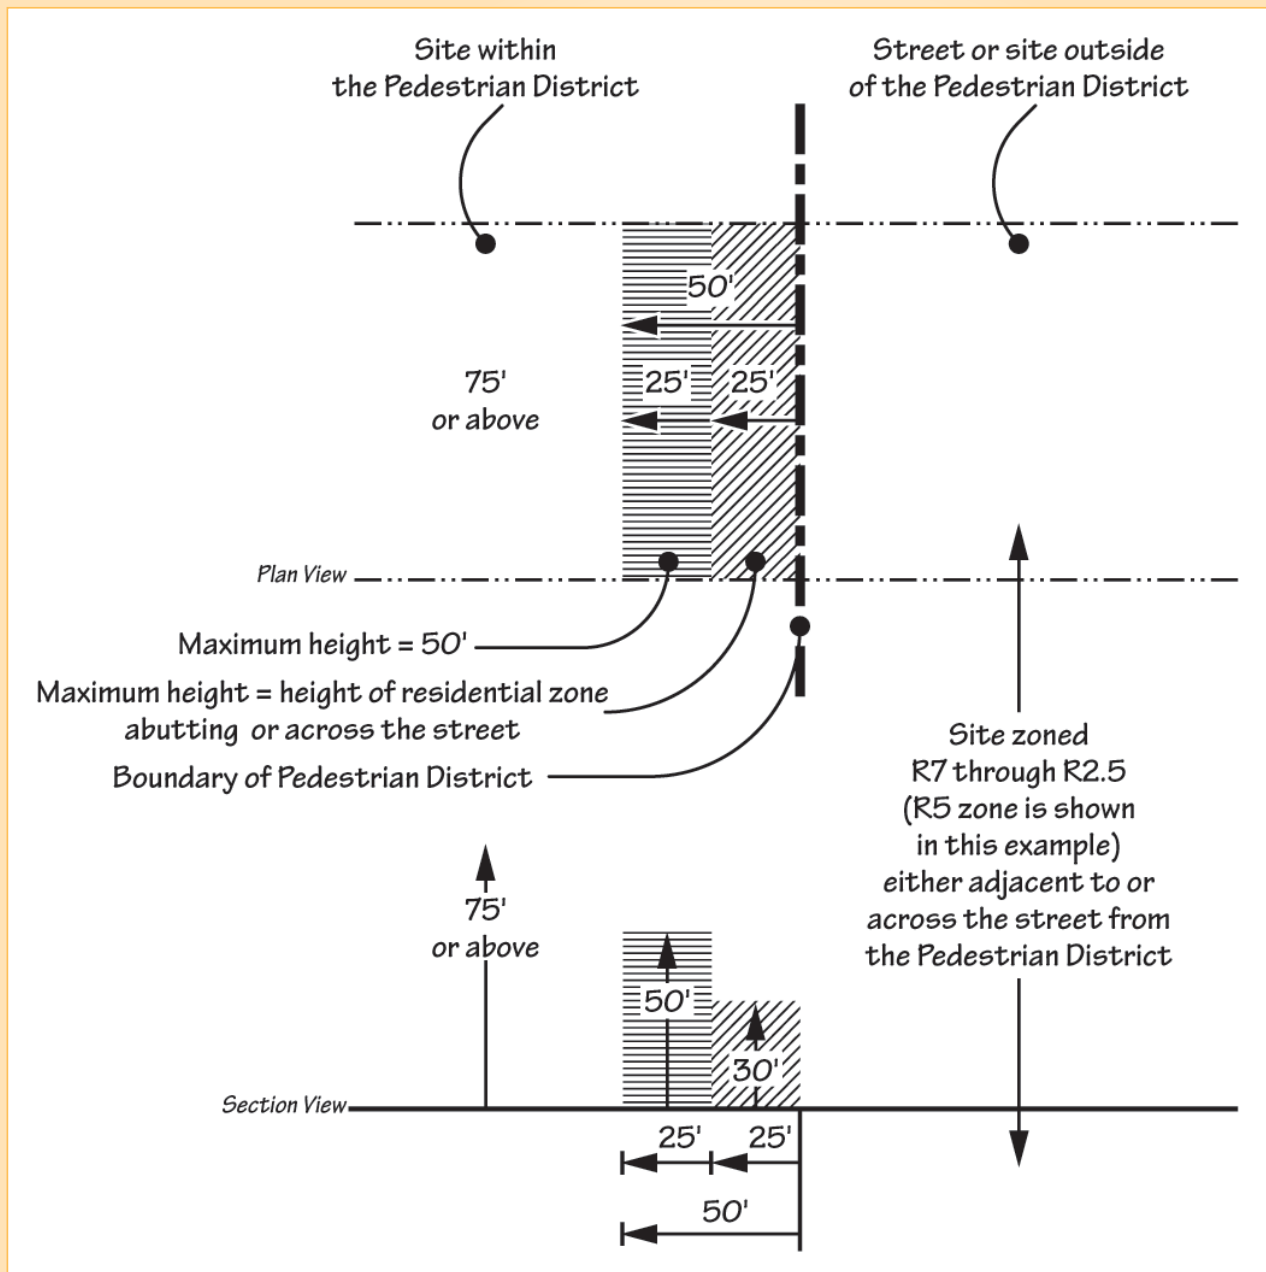 Site within
the Pedestrian District
Street or site outside
of the Pedestrian District
50'
75'
or above
25'
25'
Plan View
Maximum height = 50'
Maximum height = height of residential zone
abutting or across the street
Boundary of Pedestrian District
Site zoned
R7 through R2.5
(R5 zone is shown
in this example)
either adjacent to or
across the street from
the Pedestrian District
75'
or above
50'
30'
Section View
25'
25'
50'